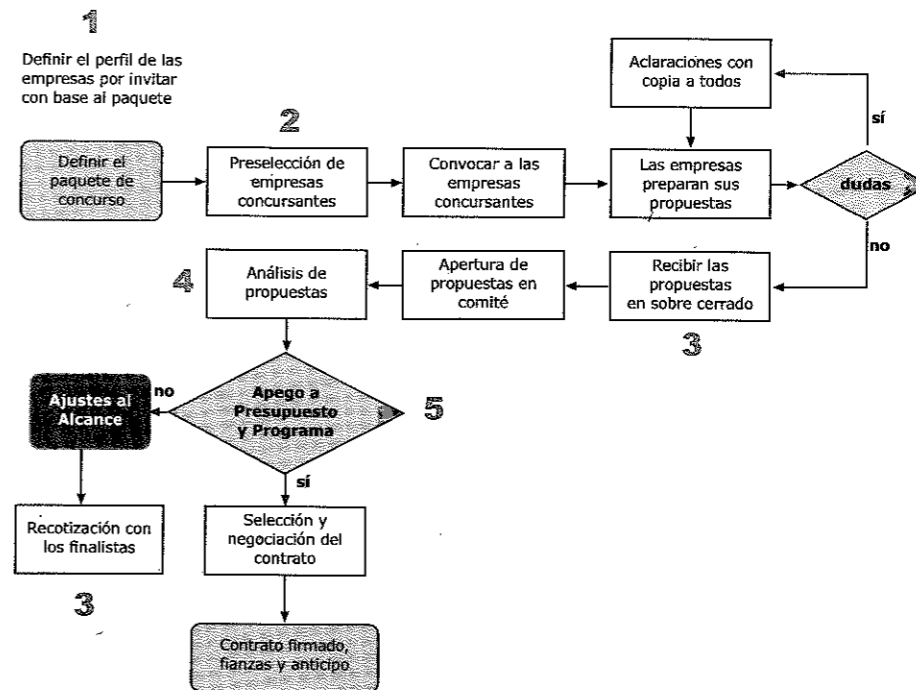 1
Definir el perfil de las
empresas por invitar
con base al paquete
Aclaraciones con
copia a todos
sí
2
Definir el
paquete de
concurso
Preselección de
empresas
concursantes
Convocar a las
empresas
concursantes
Las empresas
preparan sus
propuestas
dudas
no
4
Análisis de
propuestas
Apertura de
propuestas en
comité
Recibir las
propuestas
en sobre cerrado
3
Ajustes al
Alcance
no
Apego a
Presupuesto
y Programa
5
sí
Recotización con
los finalistas
3
Selección y
negociación del
contrato
Contrato firmado,
fianzas y anticipo